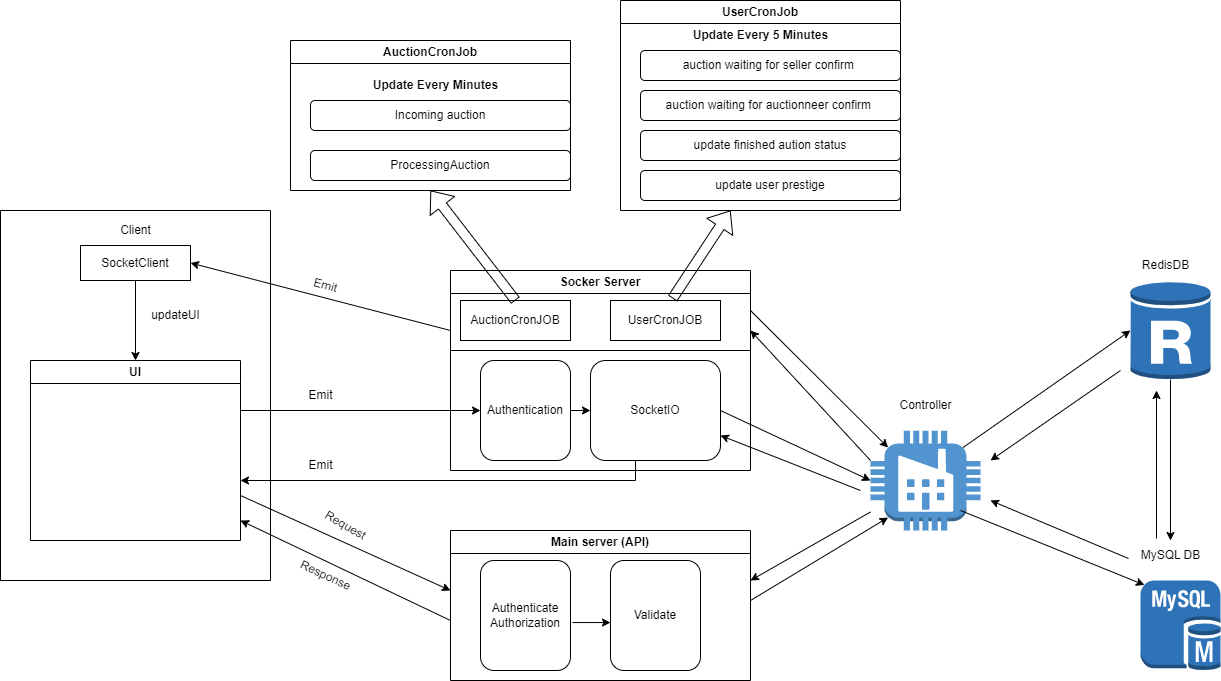 UserCronJob
Update Every 5 Minutes
auction waiting for seller confirm
auction waiting for auctionneer confirm
update finished aution status
update user prestige
AuctionCronJob
Update Every Minutes
Incoming auction
ProcessingAuction
Client
SocketClient
updateUI
UI
Emit
Socker Server
AuctionCronJOB
UserCronJOB
Emit
Authentication
SocketIO
Emit
Request
Response
Main server (API)
Authenticate
Authorization
Validate
Controller
RedisDB
R
MySQL DB
MySQL
M